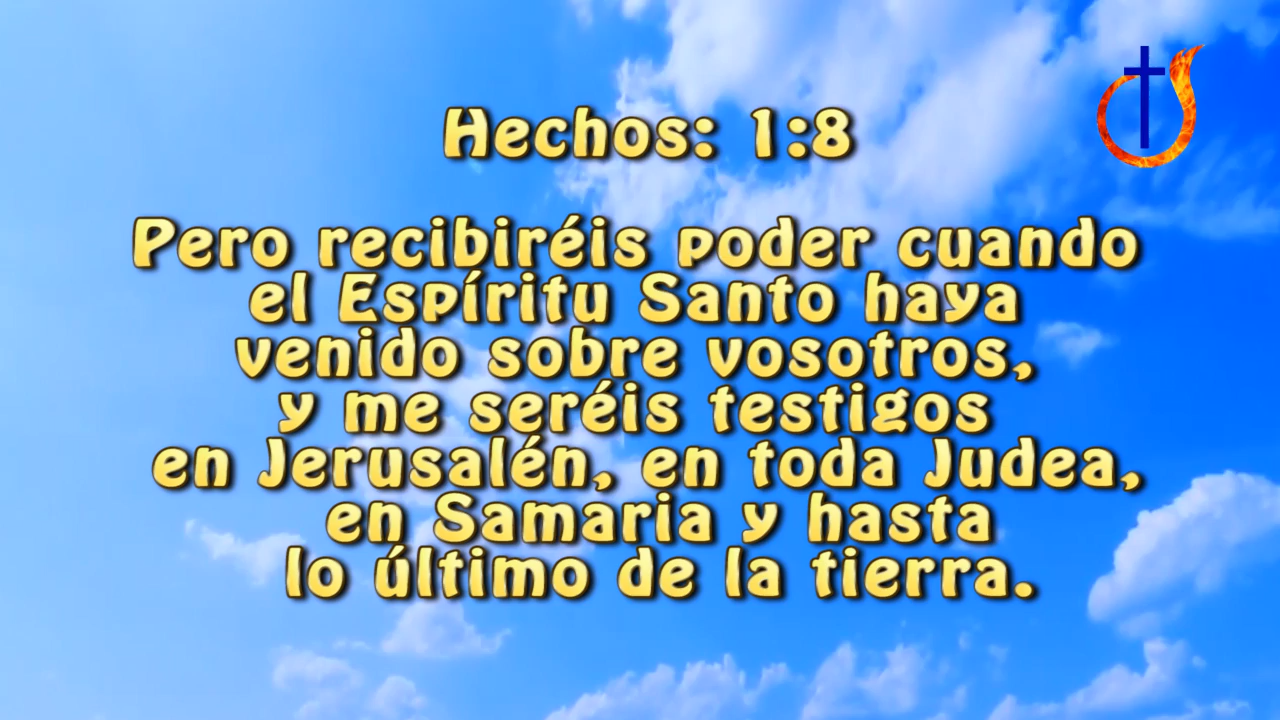 Hechos: 1:8
Pero recibiréis poder cuando
el Espíritu Santo haya
venido sobre vosotros,
y me seréis testigos
en Jerusalén, en toda Judea,
en Samaria y hasta
lo último de la tierra.